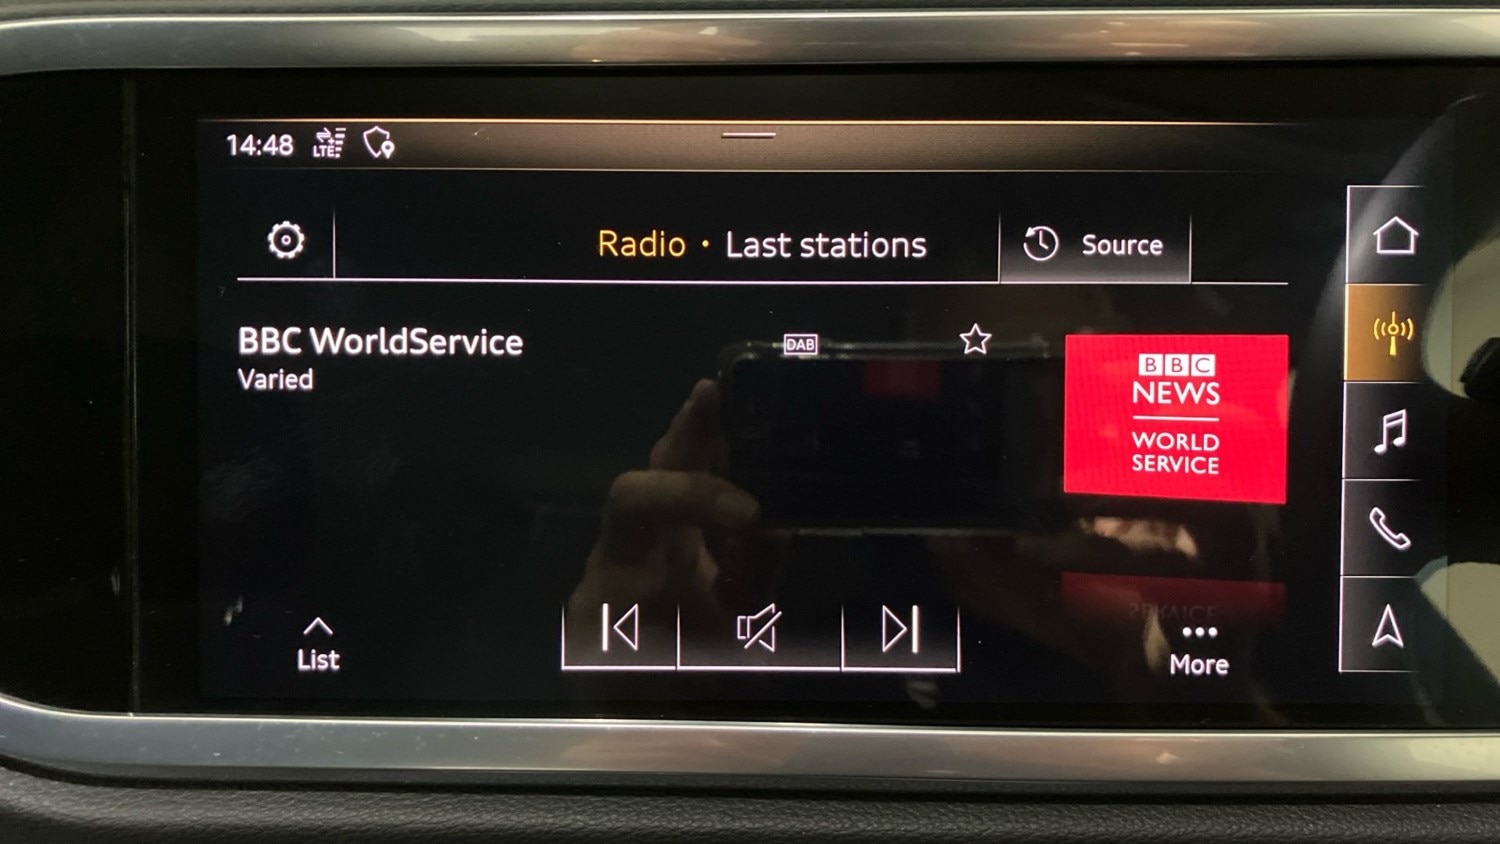 14:48 LTE
Radio • Last stations
Source
BBC WorldService
DAB
Varied
BBC
NEWS
WORLD
SERVICE
List
More